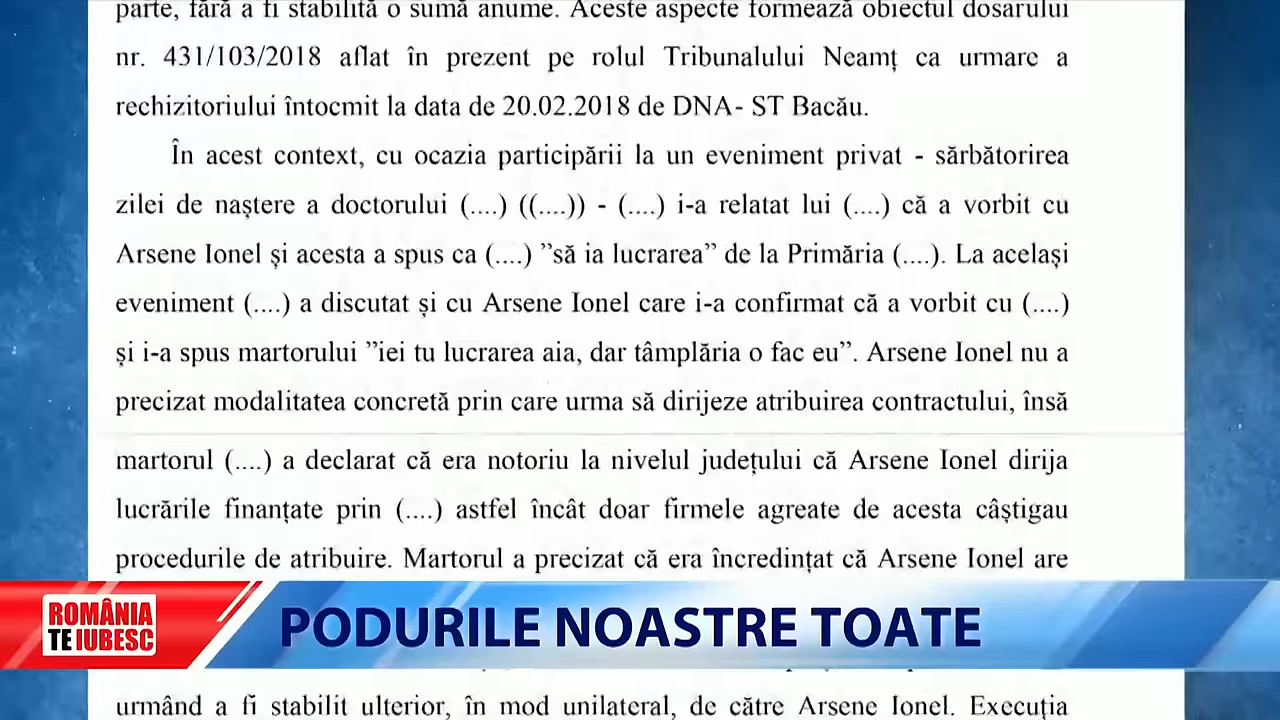 parte, fără a fi stabilită o sumă anume. Aceste aspecte formează obiectul dosarului
nr. 431/103/2018 aflat în prezent pe rolul Tribunalului Neamț ca urmare a
rechizitoriului întocmit la data de 20.02.2018 de DNA- ST Bacău.
În acest context, cu ocazia participării la un eveniment privat - sărbătorirea
zilei de naștere a doctorului (....) ((....)) - (....) i-a relatat lui (....) că a vorbit cu
Arsene Ionel și acesta a spus ca (....) ”să ia lucrarea” de la Primăria (....). La același
eveniment (....) a discutat și cu Arsene Ionel care i-a confirmat că a vorbit cu (....)
și i-a spus martorului ”iei tu lucrarea aia, dar tâmplăria o fac eu”. Arsene Ionel nu a
precizat modalitatea concretă prin care urma să dirijeze atribuirea contractului, însă
martorul (....) a declarat că era notoriu la nivelul județului că Arsene Ionel dirija
lucrările finanțate prin (....) astfel încât doar firmele agreate de acesta câștigau
procedurile de atribuire. Martorul a precizat că era încredințat că Arsene Ionel are
ROMÂNIA
TE IUBESC
PODURILE NOASTRE TOATE
urmând a fi stabilit ulterior, în mod unilateral, de către Arsene Ionel. Execuția